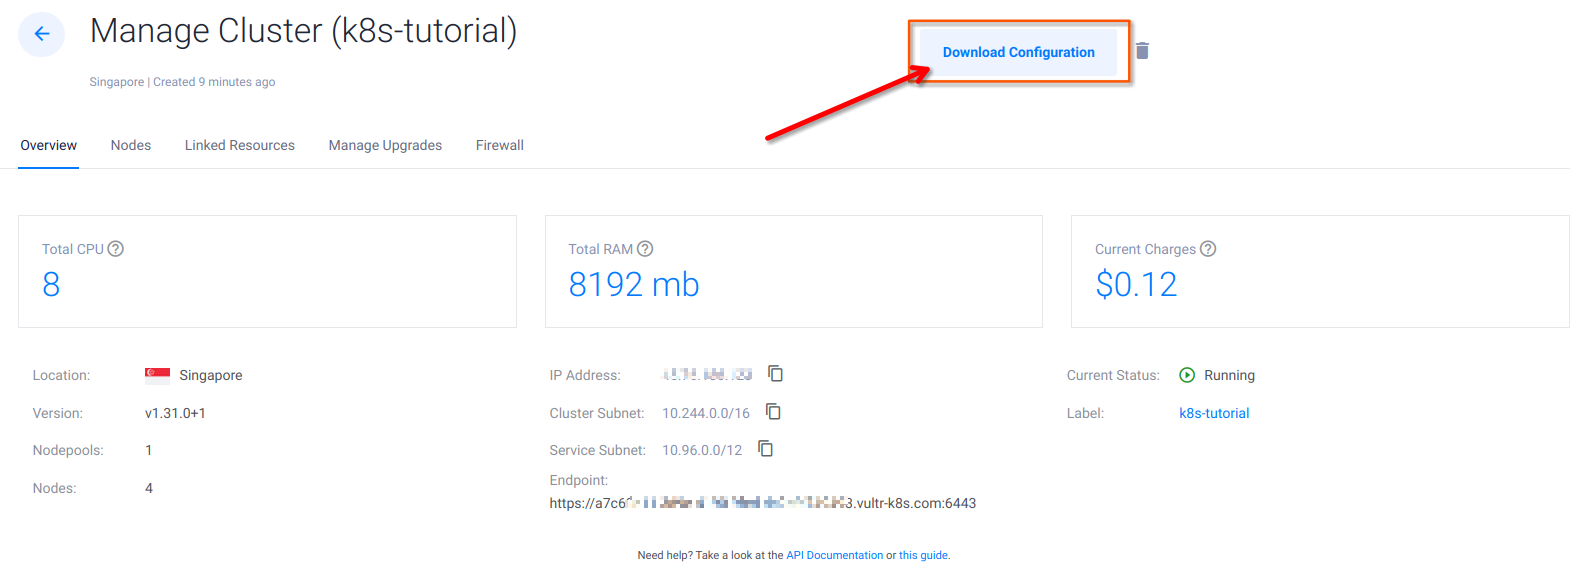 Manage Cluster (k8s-tutorial)
Download Configuration
Singapore | Created 9 minutes ago
Overview Nodes Linked Resources Manage Upgrades Firewall
Total CPU ?
8
Total RAM ?
8192 mb
Current Charges ?
$0.12
Location: Singapore
Version: v1.31.0+1
Nodepools: 1
Nodes: 4
IP Address:
Cluster Subnet: 10.244.0.0/16
Service Subnet: 10.96.0.0/12
Endpoint:
https://a7c6 3.vultr-k8s.com:6443
Current Status: Running
Label: k8s-tutorial
Need help? Take a look at the API Documentation or this guide.